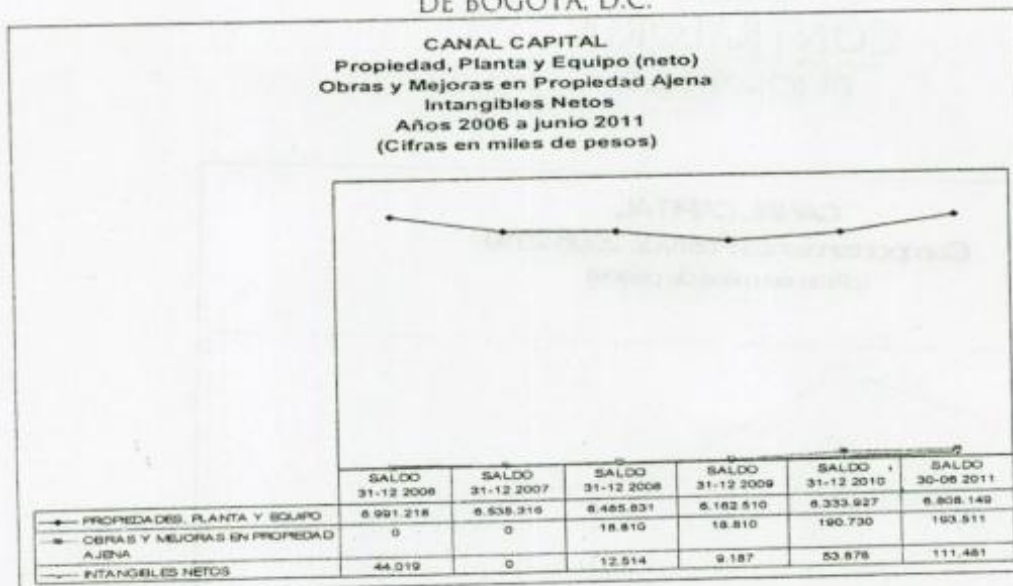 DE BOGOTÁ, D.C.
CANAL CAPITAL
Propiedad, Planta y Equipo (neto)
Obras y Mejoras en Propiedad Ajena
Intangibles Netos
Años 2006 a junio 2011
(Cifras en miles de pesos)
SALDO 31-12 2006 SALDO 31-12 2007 SALDO 31-12 2008 SALDO 31-12 2009 SALDO 31-12 2010 SALDO 30-06 2011
PROPIEDADES, PLANTA Y EQUIPO 6.991.218 6.538.316 6.485.831 6.162.510 6.333.927 6.808.149
OBRAS Y MEJORAS EN PROPIEDAD AJENA 0 0 18.810 18.810 190.730 193.511
INTANGIBLES NETOS 44.019 0 12.514 9.187 53.878 111.481